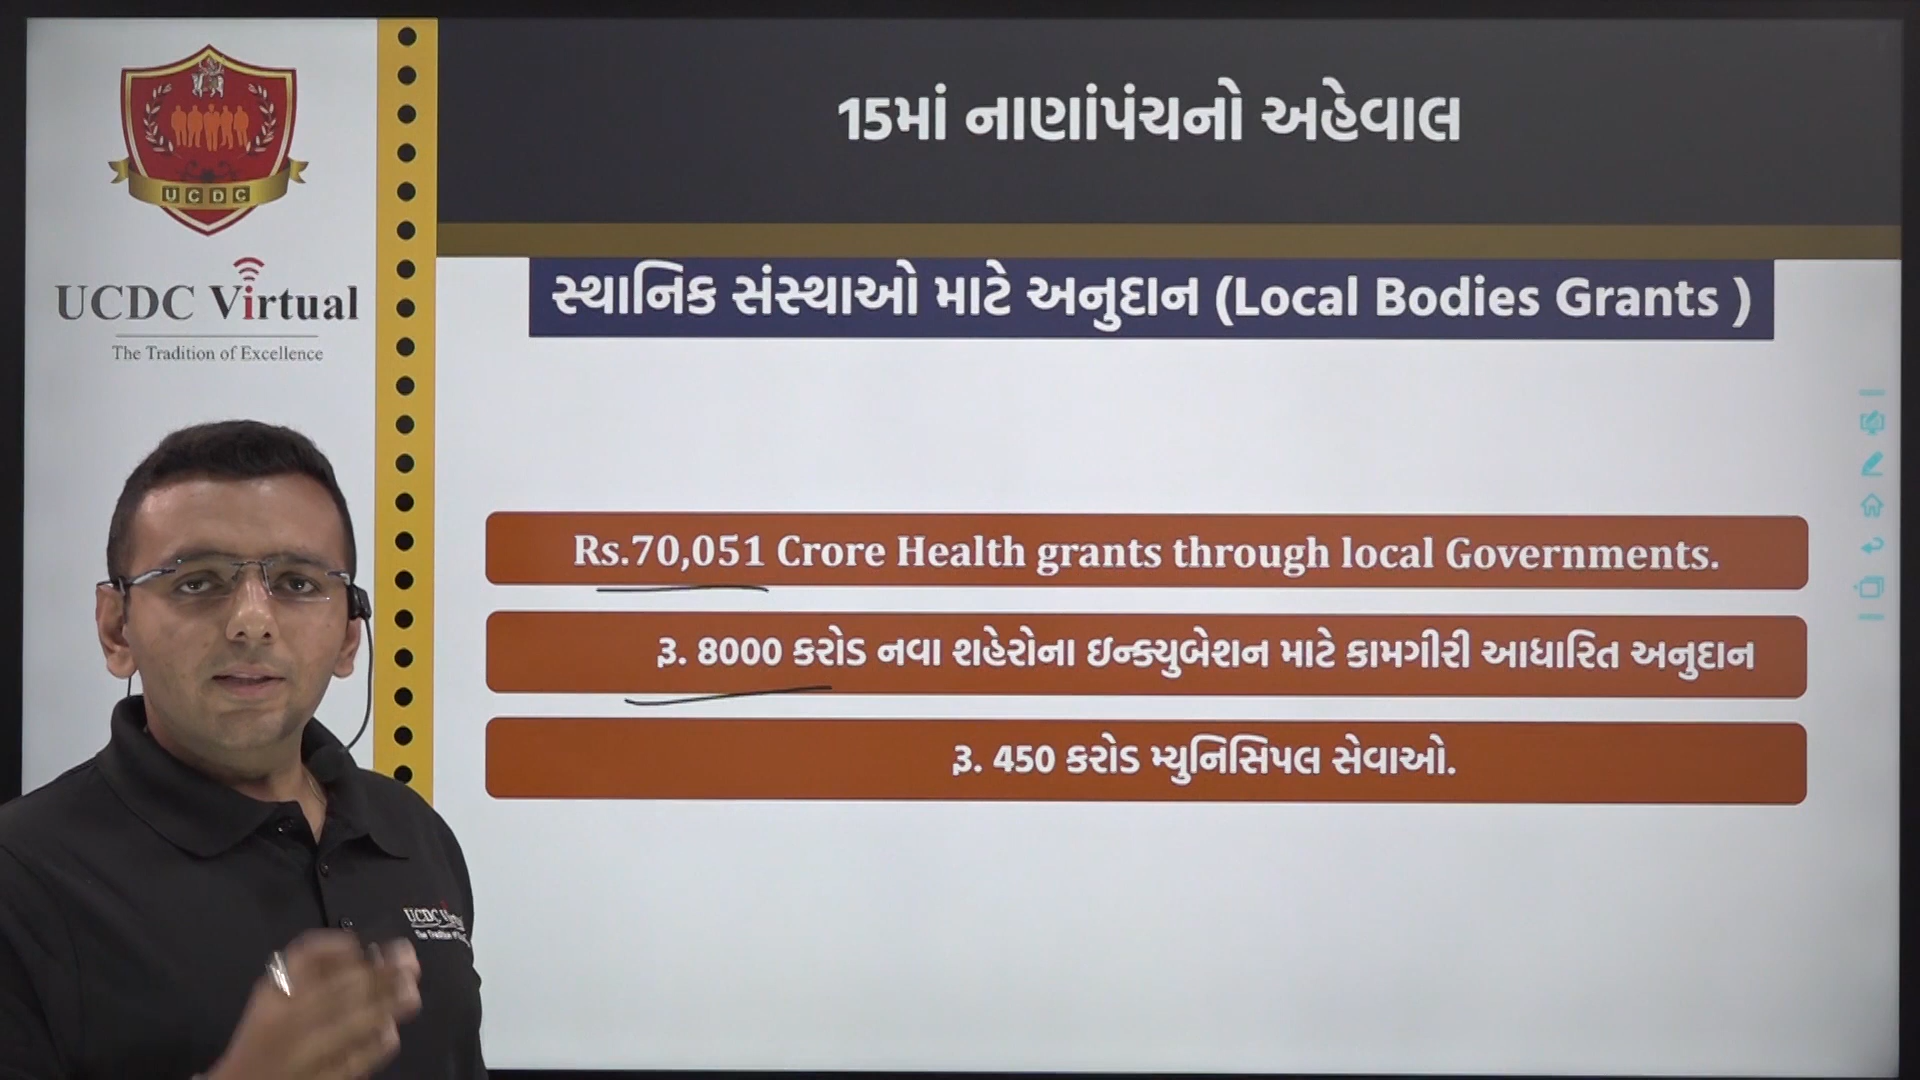 UCDC
UCDC Virtual
The Tradition of Excellence
15માં નાણાંપંચનો અહેવાલ
સ્થાનિક સંસ્થાઓ માટે અનુદાન (Local Bodies Grants )
Rs.70,051 Crore Health grants through local Governments.
રૂ. 8000 કરોડ નવા શહેરોના ઇન્ક્યુબેશન માટે કામગીરી આધારિત અનુદાન
રૂ. 450 કરોડ મ્યુનિસિપલ સેવાઓ.
UCDC